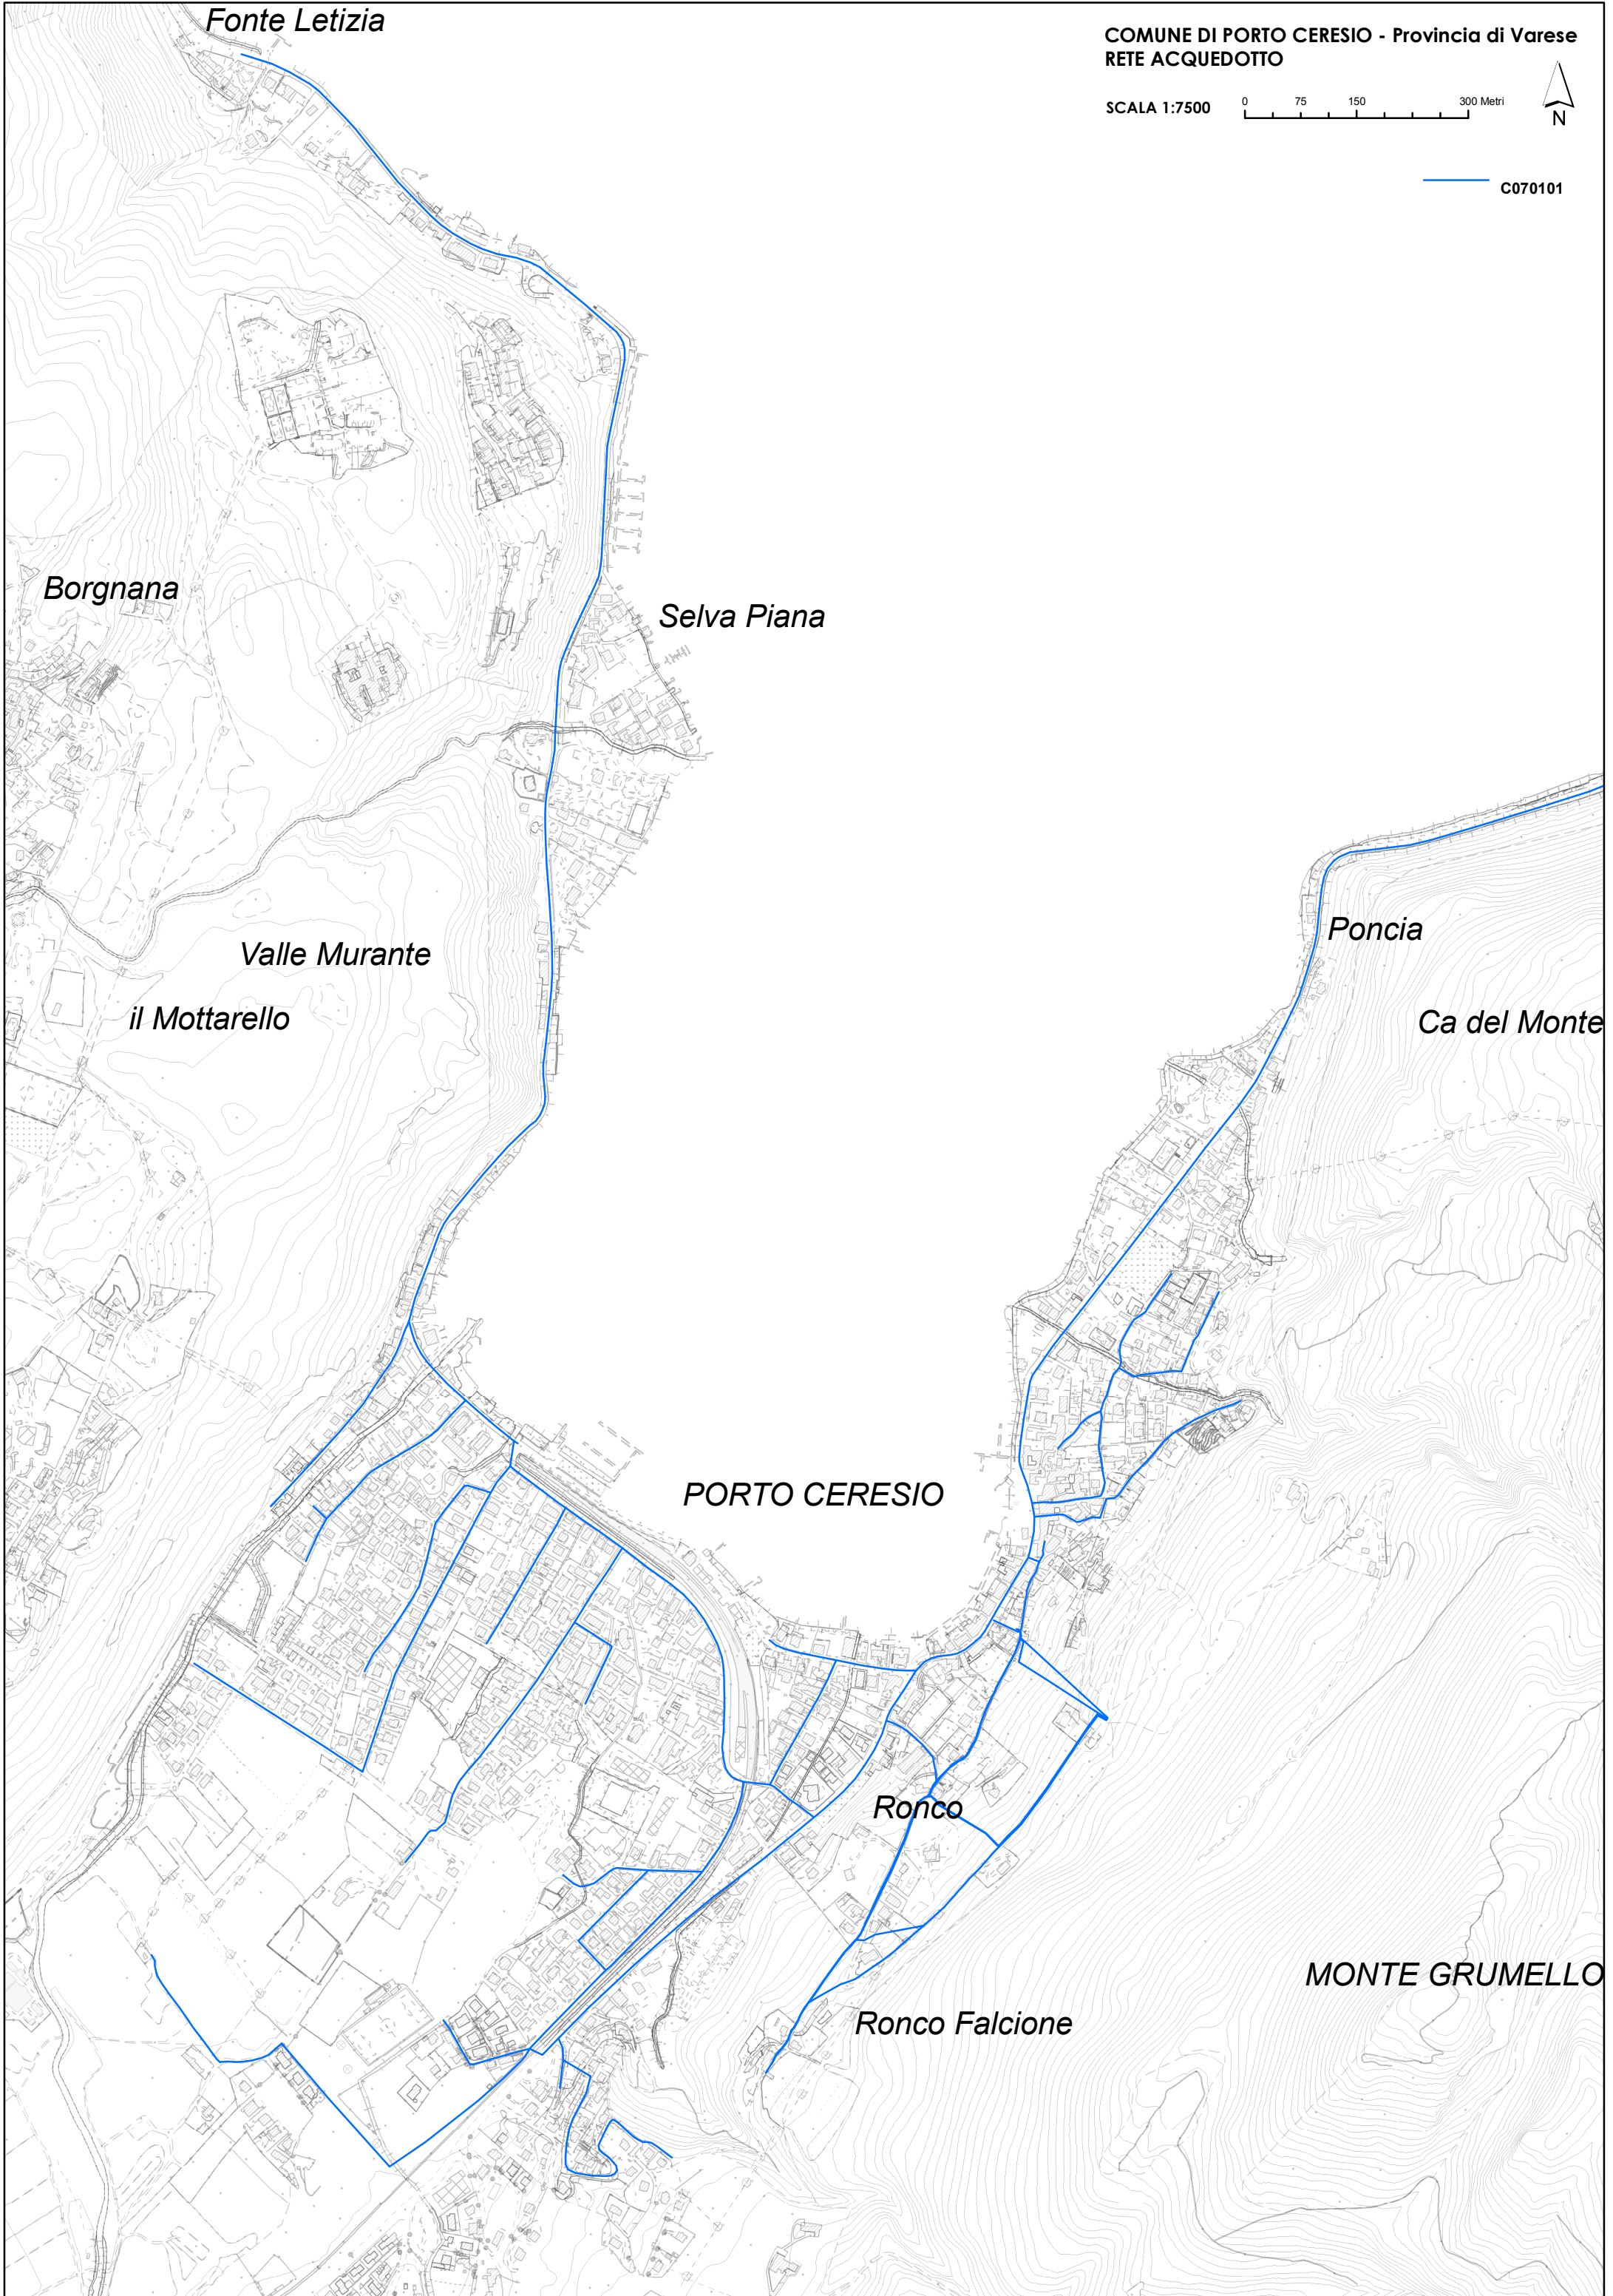 Fonte Letizia
COMUNE DI PORTO CERESIO - Provincia di Varese
RETE ACQUEDOTTO
SCALA 1:7500
0 75 150 300 Metri
N
C070101
Borgnana
Selva Piana
Poncia
Valle Murante
il Mottarello
Ca del Monte
PORTO CERESIO
Ronco
MONTE GRUMELLO
Ronco Falcione